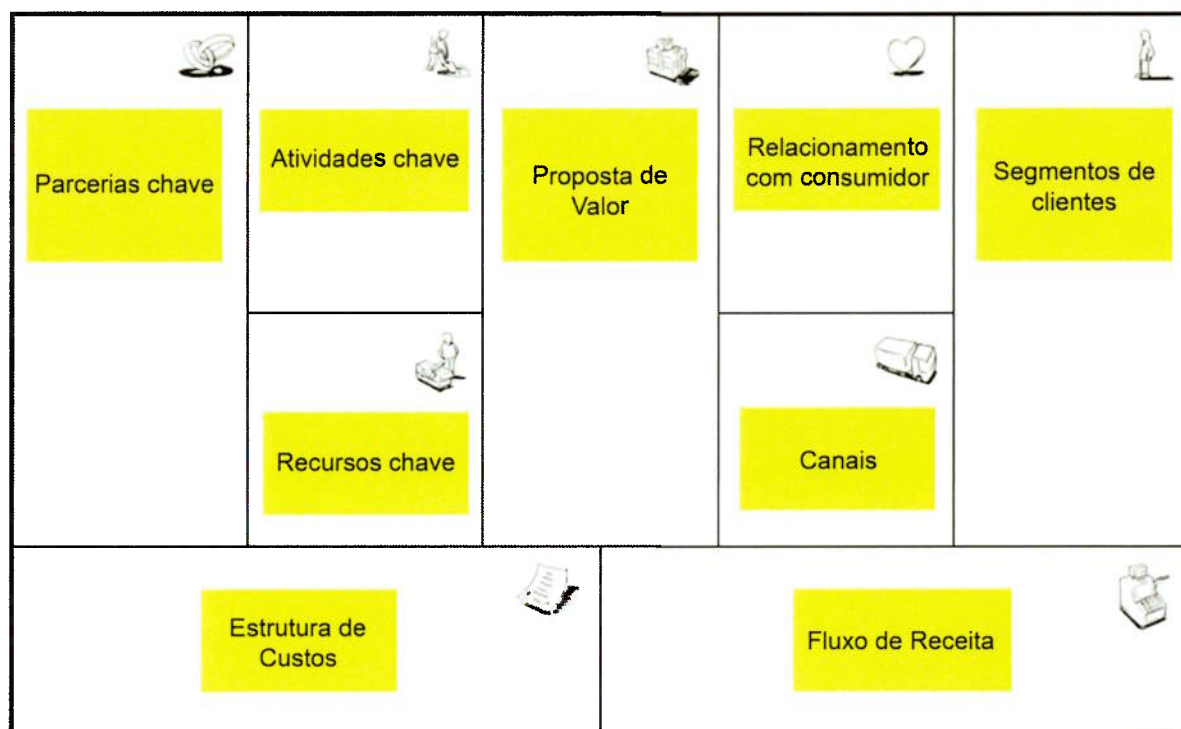 Parcerias chave
Atividades chave
Proposta de
Valor
Relacionamento
com consumidor
Segmentos de
clientes
Recursos chave
Canais
Estrutura de
Custos
Fluxo de Receita